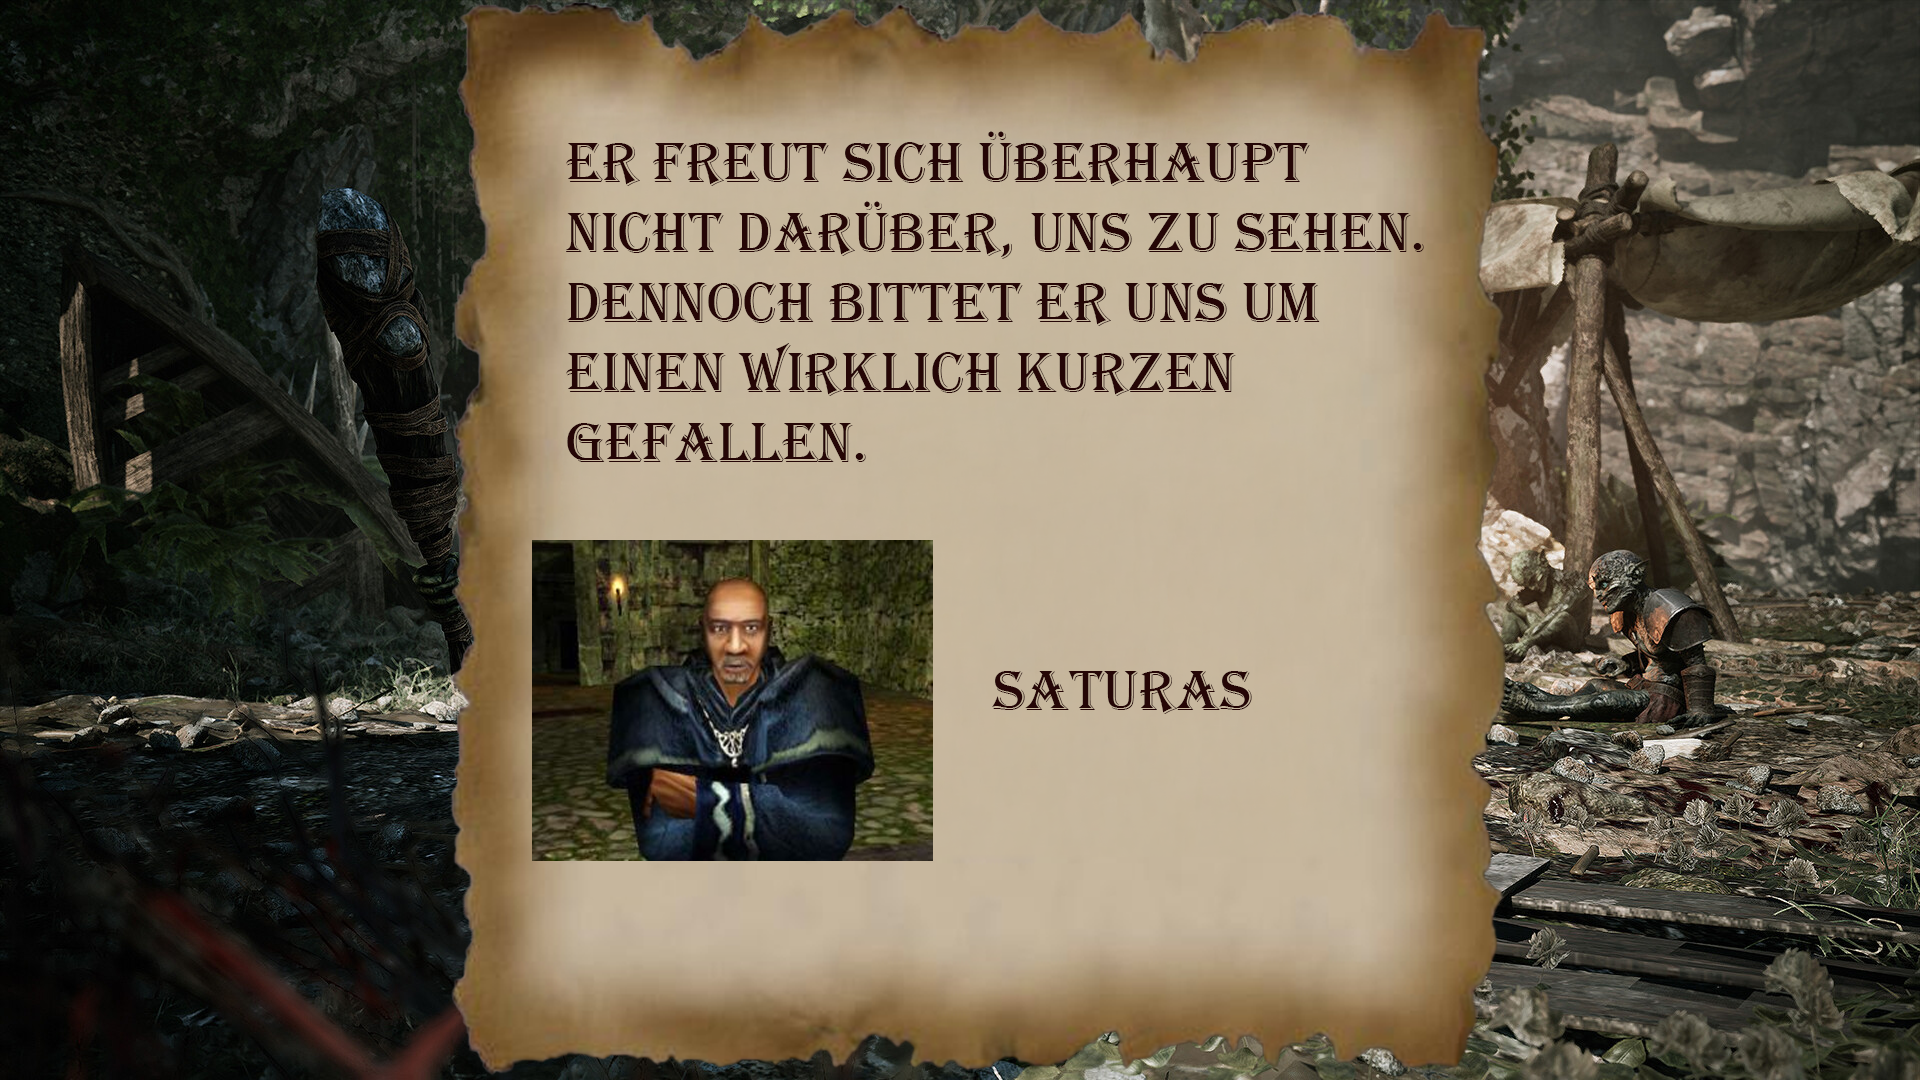 ER FREUT SICH ÜBERHAUPT
NICHT DARÜBER, UNS ZU SEHEN.
DENNOCH BITTET ER UNS UM
EINEN WIRKLICH KURZEN
GEFALLEN.
SATURAS